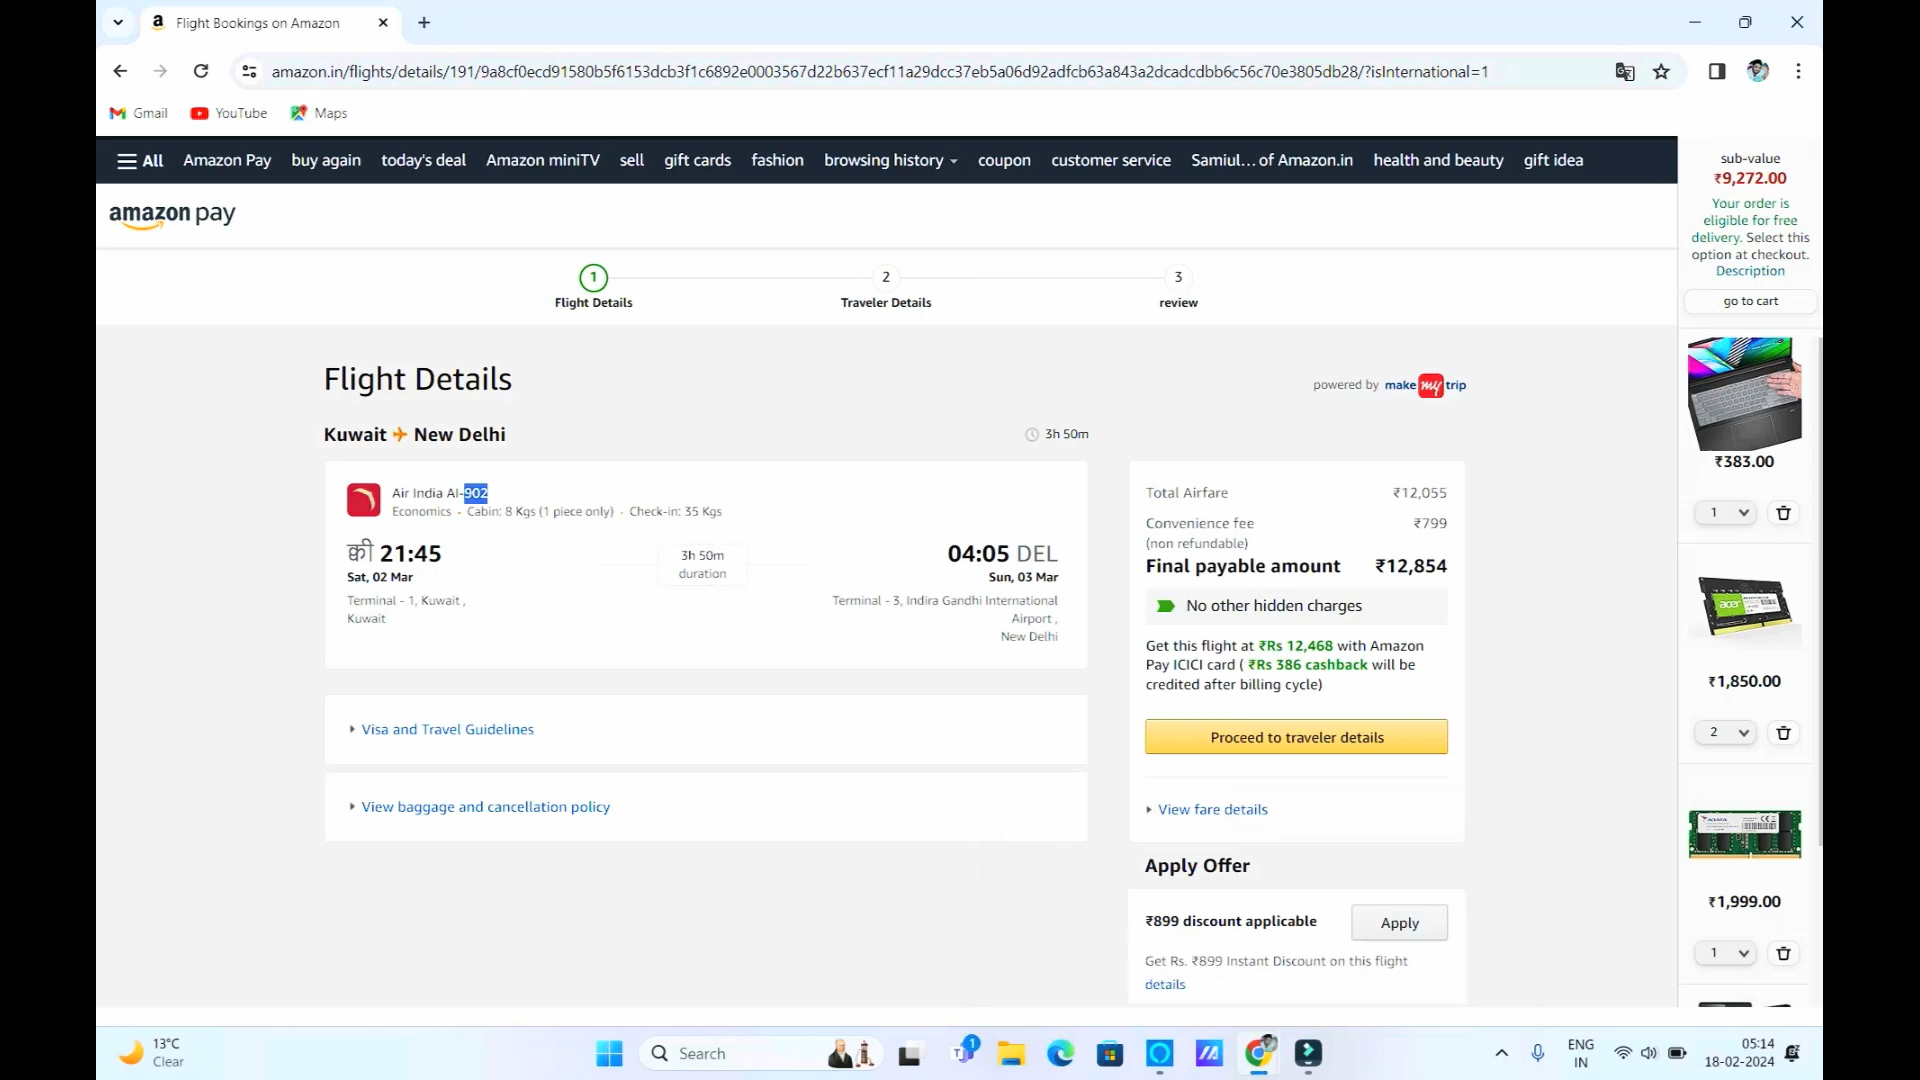 Flight Bookings on Amazon
amazon.in/flights/details/191/9a8cf0ecd91580b5f6153dcb3f1c6892e0003567d22b637ecf11a29dcc37eb5a06d92adfcb63a843a2dcadcdbb6c56c70e3805db28/?isInternational=1
Gmail YouTube Maps
All Amazon Pay buy again today's deal Amazon miniTV sell gift cards fashion browsing history coupon customer service Samiul... of Amazon.in health and beauty gift idea
amazon pay
1 2 3
Flight Details Traveler Details review
Flight Details
powered by make my trip
Kuwait New Delhi 3h 50m
Air India AI-902
Economics · Cabin: 8 Kgs (1 piece only) · Check-in: 35 Kgs
क्वी 21:45
Sat, 02 Mar
Terminal - 1, Kuwait ,
Kuwait
3h 50m
duration
04:05 DEL
Sun, 03 Mar
Terminal - 3, Indira Gandhi International
Airport ,
New Delhi
Visa and Travel Guidelines
View baggage and cancellation policy
Total Airfare ₹12,055
Convenience fee ₹799
(non refundable)
Final payable amount ₹12,854
No other hidden charges
Get this flight at ₹Rs 12,468 with Amazon
Pay ICICI card ( ₹Rs 386 cashback will be
credited after billing cycle)
Proceed to traveler details
View fare details
Apply Offer
₹899 discount applicable Apply
Get Rs. ₹899 Instant Discount on this flight
details
sub-value
₹9,272.00
Your order is
eligible for free
delivery. Select this
option at checkout.
Description
go to cart
₹383.00
1
acer
₹1,850.00
2
ADATA
₹1,999.00
1
13°C
Clear
Search
1
ENG
IN
05:14
18-02-2024